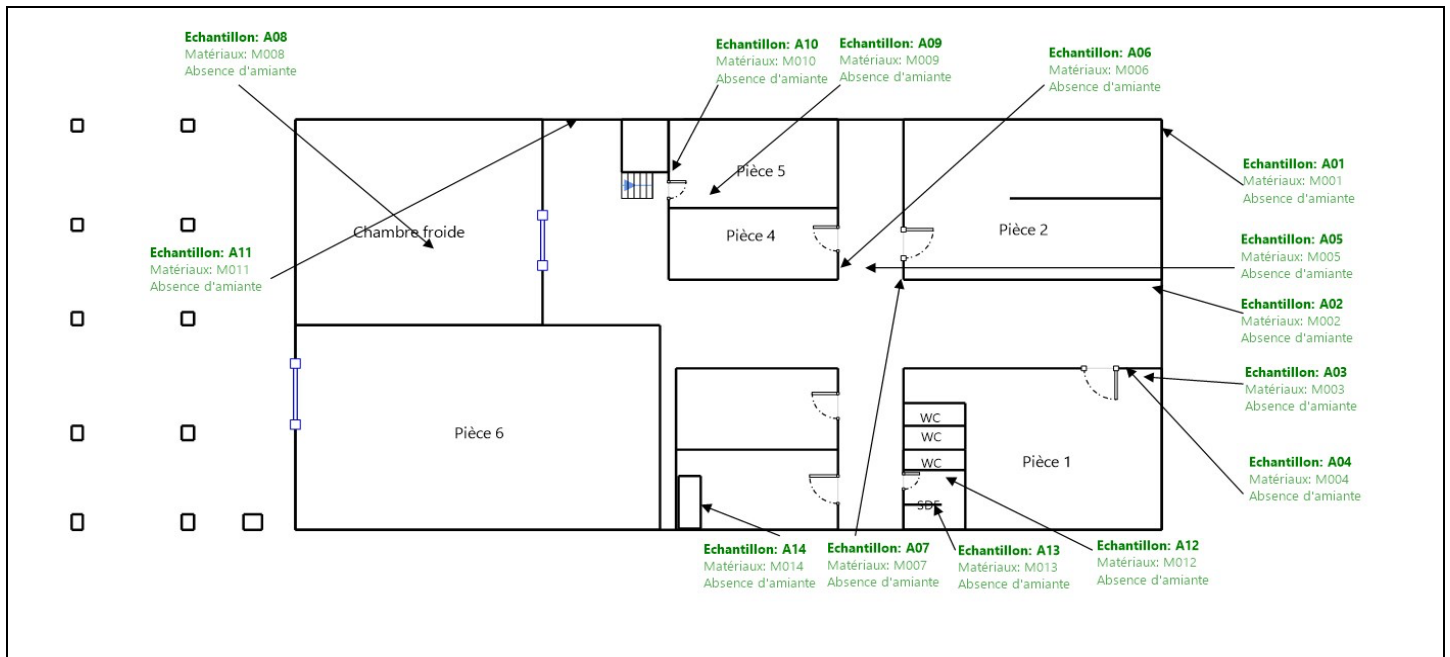 Echantillon: A08
Matériaux: M008
Absence d'amiante
Echantillon: A10
Matériaux: M010
Absence d'amiante
Echantillon: A09
Matériaux: M009
Absence d'amiante
Echantillon: A06
Matériaux: M006
Absence d'amiante
Echantillon: A01
Matériaux: M001
Absence d'amiante
Pièce 5
Chambre froide
Pièce 4
Pièce 2
Echantillon: A11
Matériaux: M011
Absence d'amiante
Echantillon: A05
Matériaux: M005
Absence d'amiante
Echantillon: A02
Matériaux: M002
Absence d'amiante
Echantillon: A03
Matériaux: M003
Absence d'amiante
WC
WC
WC
Pièce 6
Pièce 1
Echantillon: A04
Matériaux: M004
Absence d'amiante
Echantillon: A14
Matériaux: M014
Absence d'amiante
Echantillon: A07
Matériaux: M007
Absence d'amiante
Echantillon: A13
Matériaux: M013
Absence d'amiante
Echantillon: A12
Matériaux: M012
Absence d'amiante